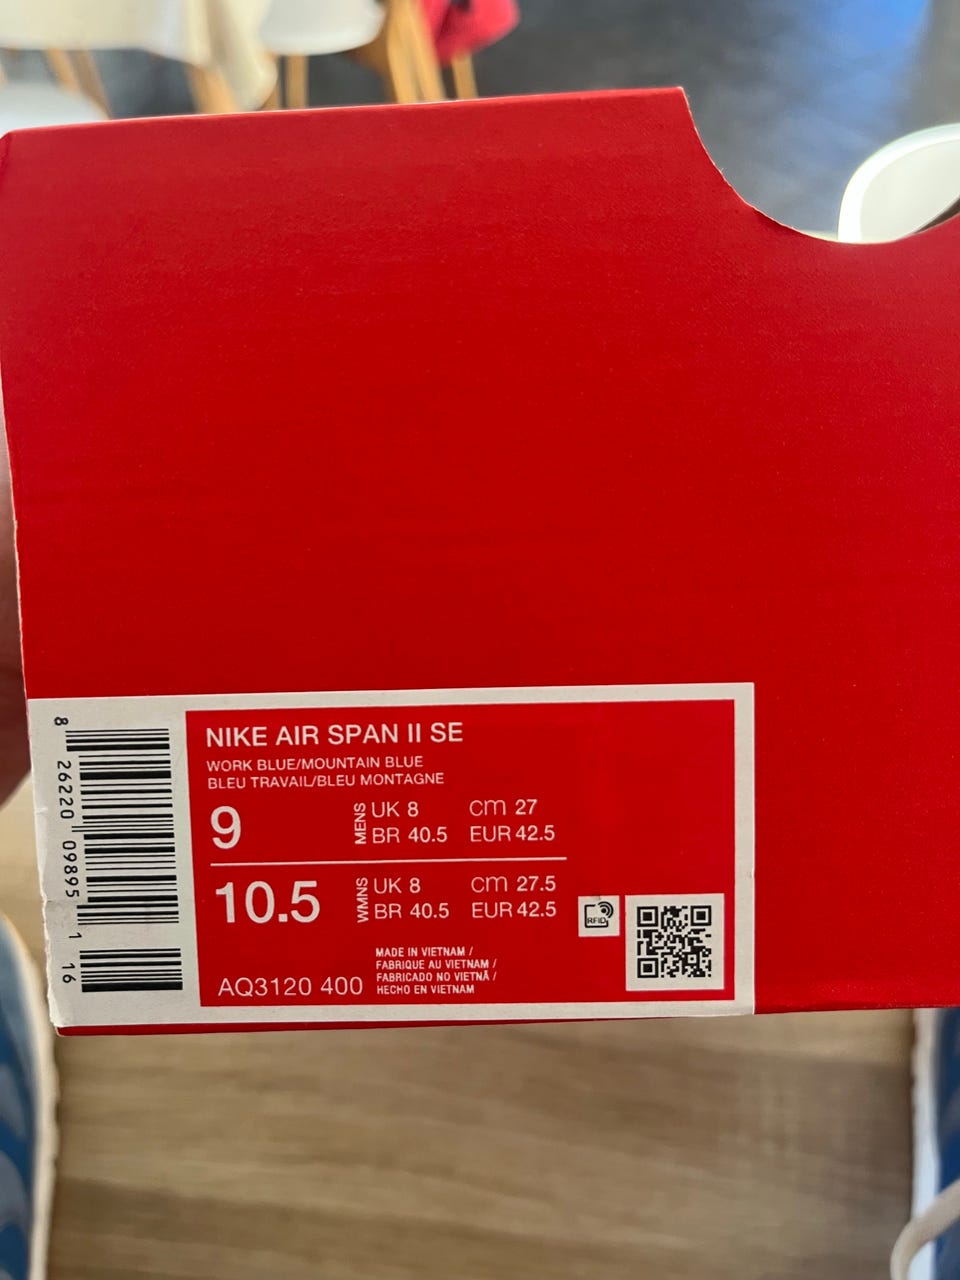 NIKE AIR SPAN II SE
WORK BLUE/MOUNTAIN BLUE
BLEU TRAVAIL/BLEU MONTAGNE
9 MENS UK 8 CM 27
BR 40.5 EUR 42.5
10.5 WMNS UK 8 CM 27.5
BR 40.5 EUR 42.5
AQ3120 400
MADE IN VIETNAM /
FABRIQUE AU VIETNAM /
FABRICADO NO VIETNÃ /
HECHO EN VIETNAM
RFID
8 26220 09895 1 16